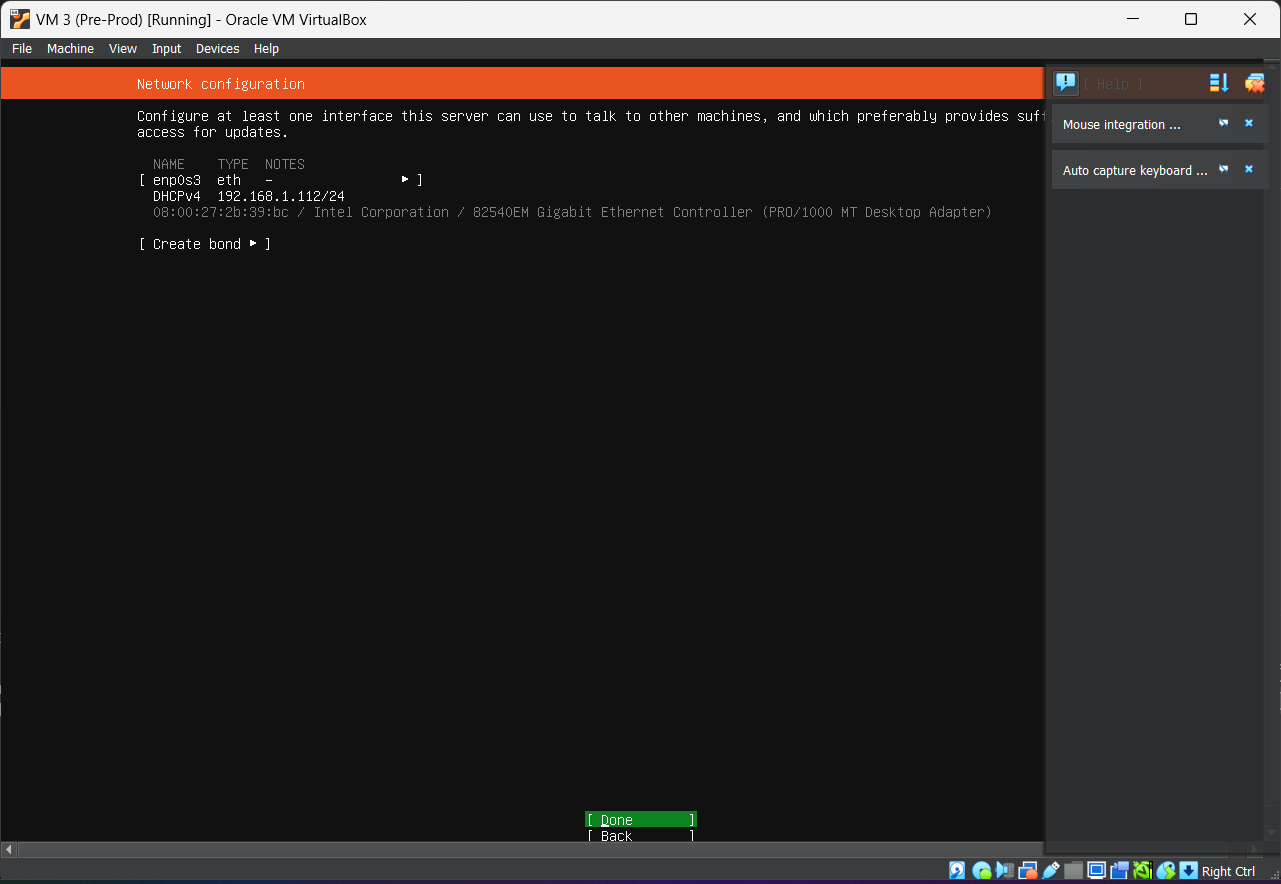 VM 3 (Pre-Prod) [Running] - Oracle VM VirtualBox
File Machine View Input Devices Help
Network configuration
[ Help ]
Configure at least one interface this server can use to talk to other machines, and which preferably provides
access for updates.
Mouse integration ...
Auto capture keyboard ...
NAME TYPE NOTES
[ enp0s3 eth - ▸ ]
DHCPv4 192.168.1.112/24
08:00:27:2b:39:bc / Intel Corporation / 82540EM Gigabit Ethernet Controller (PRO/1000 MT Desktop Adapter)
[ Create bond ▸ ]
[ Done ]
[ Back ]
Right Ctrl